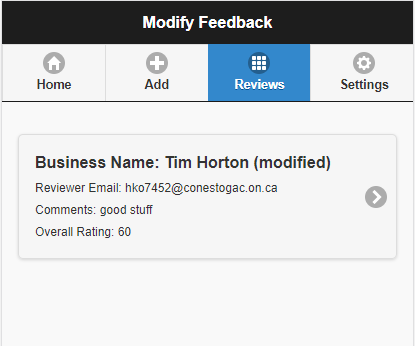 Modify Feedback
Home Add Reviews Settings
Business Name: Tim Horton (modified)
Reviewer Email: hko7452@conestogac.on.ca
Comments: good stuff
Overall Rating: 60